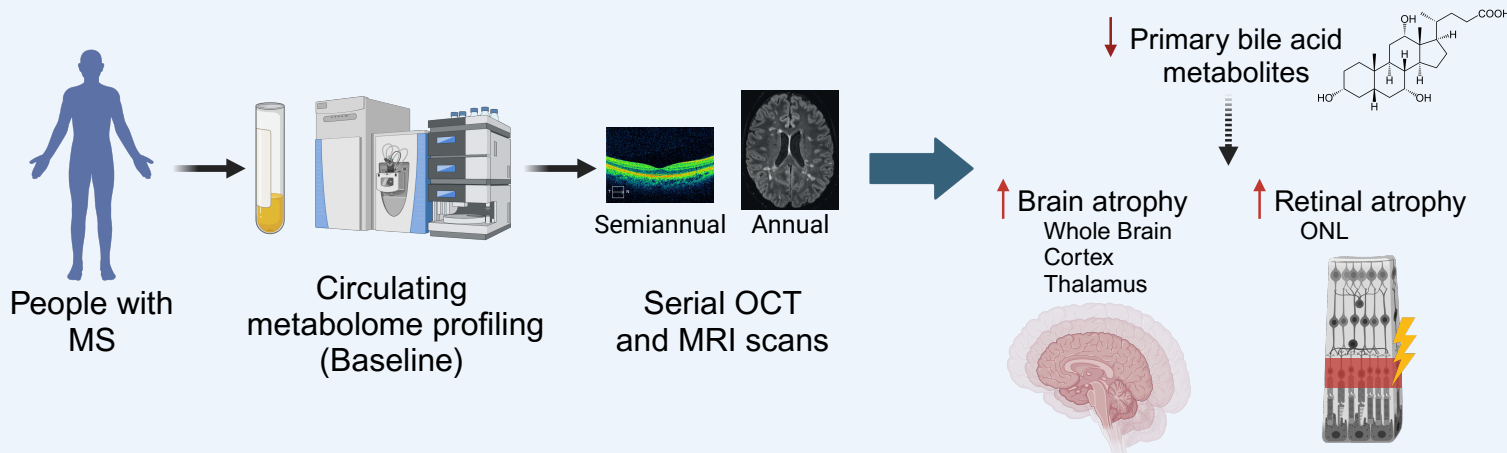 People with
MS
Circulating
metabolome profiling
(Baseline)
Semiannual
Annual
Serial OCT
and MRI scans
Primary bile acid
metabolites
COOH
OH
H
H
H
H
HO
OH
H
Brain atrophy
Whole Brain
Cortex
Thalamus
Retinal atrophy
ONL